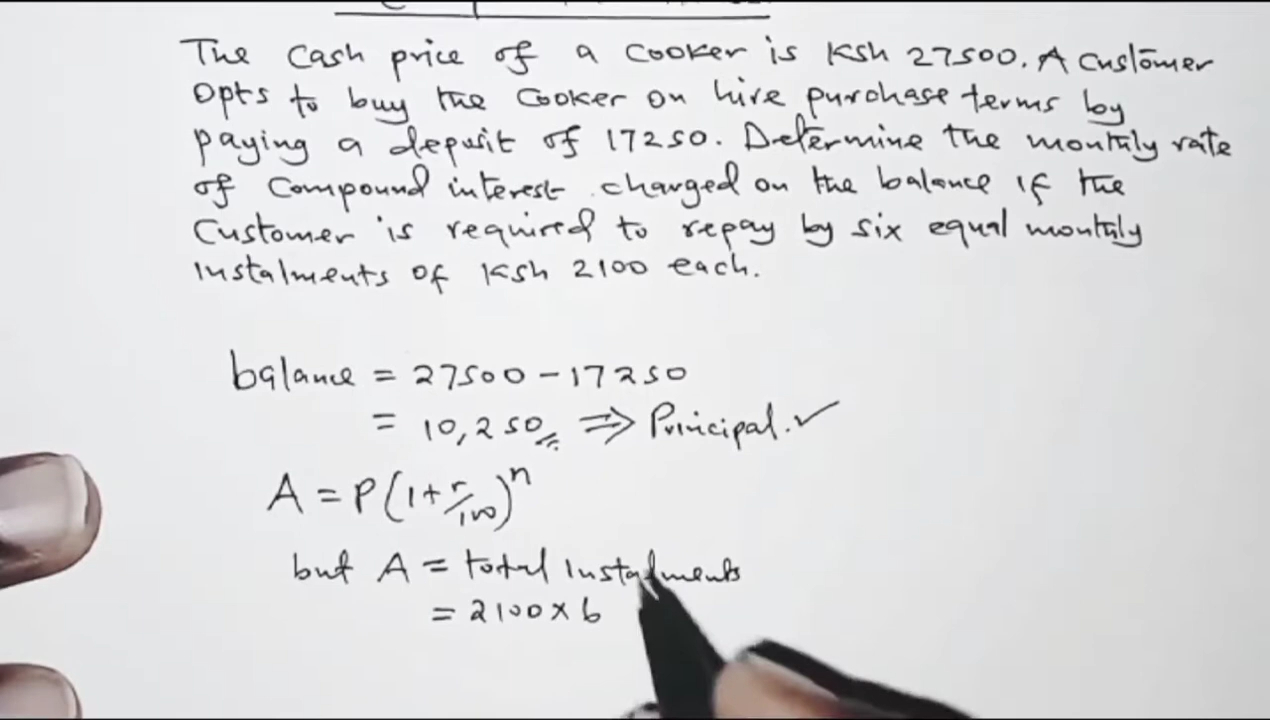 The cash price of a cooker is Ksh 27500. A customer
opts to buy the cooker on hire purchase terms by
paying a deposit of 17250. Determine the monthly rate
of compound interest charged on the balance if the
customer is required to repay by six equal monthly
instalments of Ksh 2100 each.
balance = 27500 - 17250
= 10,250 ⇒ Principal. ✓
A = P(1 + r/100)^n
but A = total instalments
= 2100 × 6